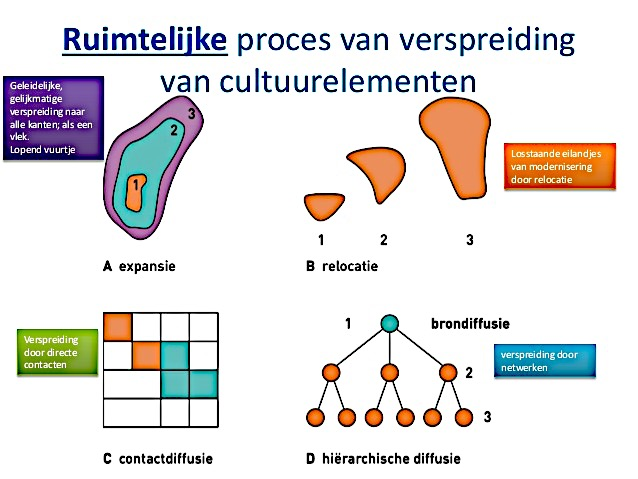 Ruimtelijke proces van verspreiding
van cultuurelementen
Geleidelijke,
gelijkmatige
verspreiding naar
alle kanten; als een
vlek.
Lopend vuurtje
3
2
1
A expansie
1 2 3
B relocatie
Losstaande eilandjes
van modernisering
door relocatie
Verspreiding
door directe
contacten
C contactdiffusie
1 brondiffusie
2
3
verspreiding door
netwerken
D hiërarchische diffusie